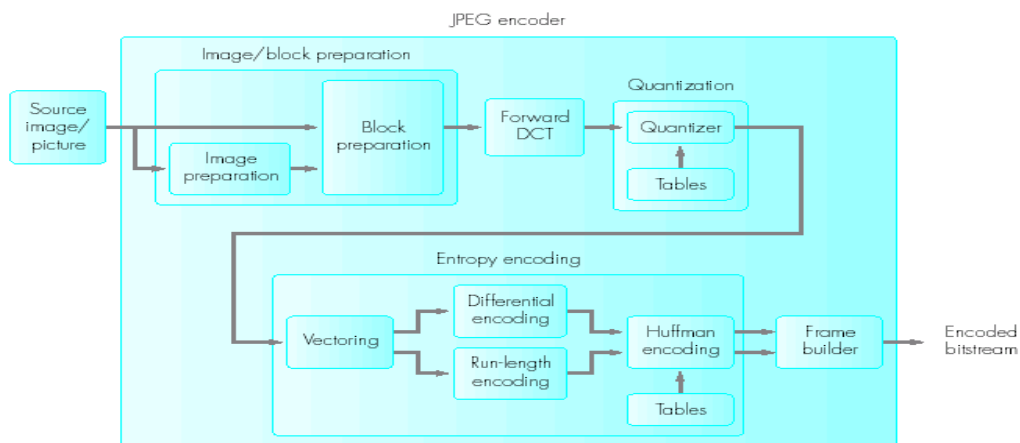 JPEG encoder
Image/block preparation
Source
image/
picture
Image
preparation
Block
preparation
Forward
DCT
Quantization
Quantizer
Tables
Entropy encoding
Vectoring
Differential
encoding
Run-length
encoding
Huffman
encoding
Tables
Frame
builder
Encoded
bitstream